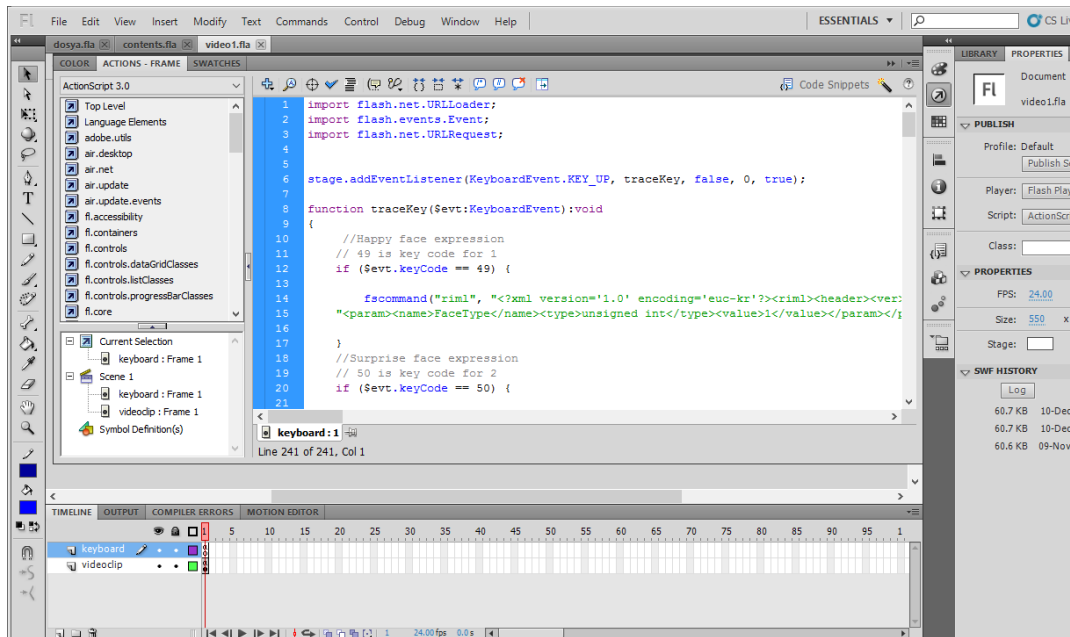 Fl File Edit View Insert Modify Text Commands Control Debug Window Help ESSENTIALS CS Li
dosya.fla contents.fla video1.fla
COLOR ACTIONS - FRAME SWATCHES
ActionScript 3.0
Code Snippets
Top Level
Language Elements
adobe.utils
air.desktop
air.net
air.update
air.update.events
fl.accessibility
fl.containers
fl.controls
fl.controls.dataGridClasses
fl.controls.listClasses
fl.controls.progressBarClasses
fl.core
Current Selection
keyboard : Frame 1
Scene 1
keyboard : Frame 1
videoclip : Frame 1
Symbol Definition(s)
1 import flash.net.URLLoader;
2 import flash.events.Event;
3 import flash.net.URLRequest;
4
5
6 stage.addEventListener(KeyboardEvent.KEY_UP, traceKey, false, 0, true);
7
8 function traceKey($evt:KeyboardEvent):void
9 {
10 //Happy face expression
11 // 49 is key code for 1
12 if ($evt.keyCode == 49) {
13
14 fscommand("riml", "<?xml version='1.0' encoding='euc-kr'?><riml><header><ver>
15 "<param><name>FaceType</name><type>unsigned int</type><value>1</value></param></p
16
17 }
18 //Surprise face expression
19 // 50 is key code for 2
20 if ($evt.keyCode == 50) {
21
keyboard : 1
Line 241 of 241, Col 1
LIBRARY PROPERTIES
Fl
Document
video1.fla
PUBLISH
Profile: Default
Publish Se
Player: Flash Play
Script: ActionScr
Class:
PROPERTIES
FPS: 24.00
Size: 550 x
Stage:
SWF HISTORY
Log
60.7 KB 10-Dec
60.7 KB 10-Dec
60.6 KB 09-Nov
TIMELINE OUTPUT COMPILER ERRORS MOTION EDITOR
1 5 10 15 20 25 30 35 40 45 50 55 60 65 70 75 80 85 90 95 1
keyboard
videoclip
1 24.00 fps 0.0 s